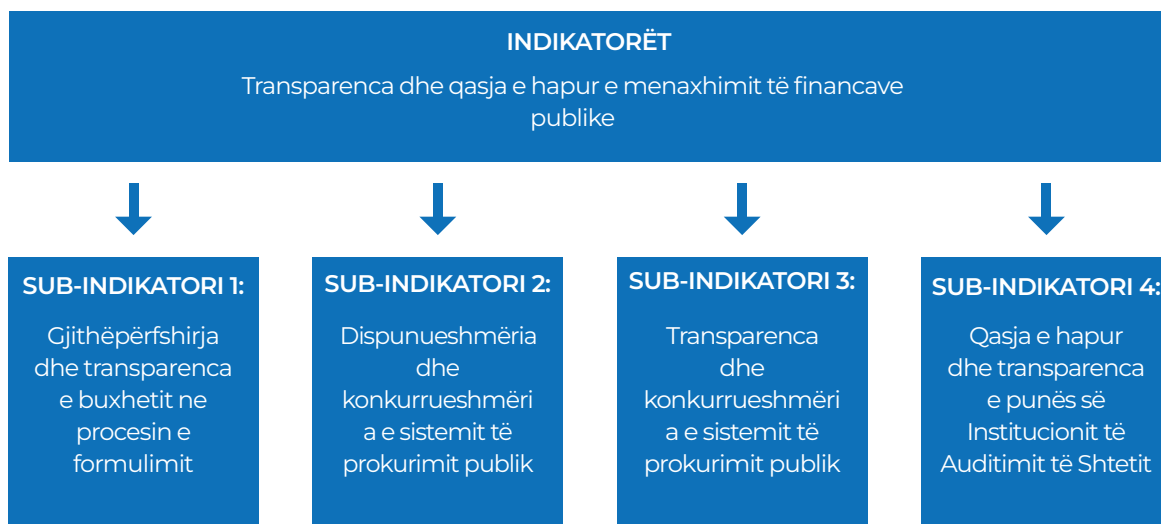 INDIKATORËT
Transparenca dhe qasja e hapur e menaxhimit të financave
publike
SUB-INDIKATORI 1:
Gjithëpërfshirja
dhe transparenca
e buxhetit ne
procesin e
formulimit
SUB-INDIKATORI 2:
Dispunueshmëria
dhe
konkurrueshmëri
a e sistemit të
prokurimit publik
SUB-INDIKATORI 3:
Transparenca
dhe
konkurrueshmëri
a e sistemit të
prokurimit publik
SUB-INDIKATORI 4:
Qasja e hapur
dhe transparenca
e punës së
Institucionit të
Auditimit të Shtetit